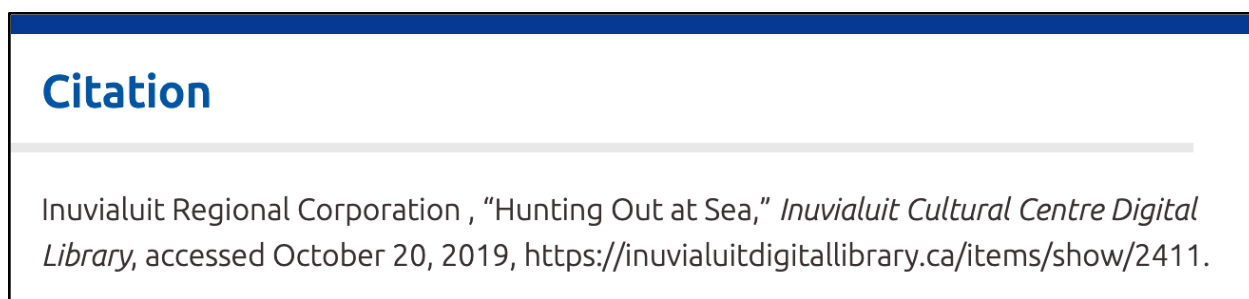 Citation
Inuvialuit Regional Corporation , “Hunting Out at Sea,” Inuvialuit Cultural Centre Digital
Library, accessed October 20, 2019, https://inuvialuitdigitallibrary.ca/items/show/2411.